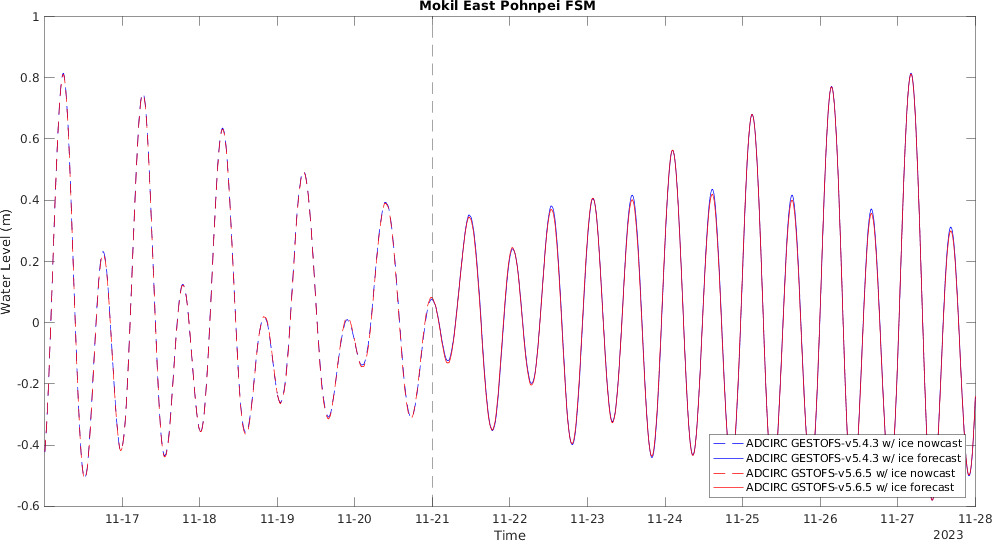 Mokil East Pohnpei FSM
1
0.8
0.6
0.4
0.2
0
-0.2
-0.4
-0.6
Water Level (m)
ADCIRC GESTOFS-v5.4.3 w/ ice nowcast
ADCIRC GESTOFS-v5.4.3 w/ ice forecast
ADCIRC GSTOFS-v5.6.5 w/ ice nowcast
ADCIRC GSTOFS-v5.6.5 w/ ice forecast
11-17 11-18 11-19 11-20 11-21 11-22 11-23 11-24 11-25 11-26 11-27 11-28
Time
2023